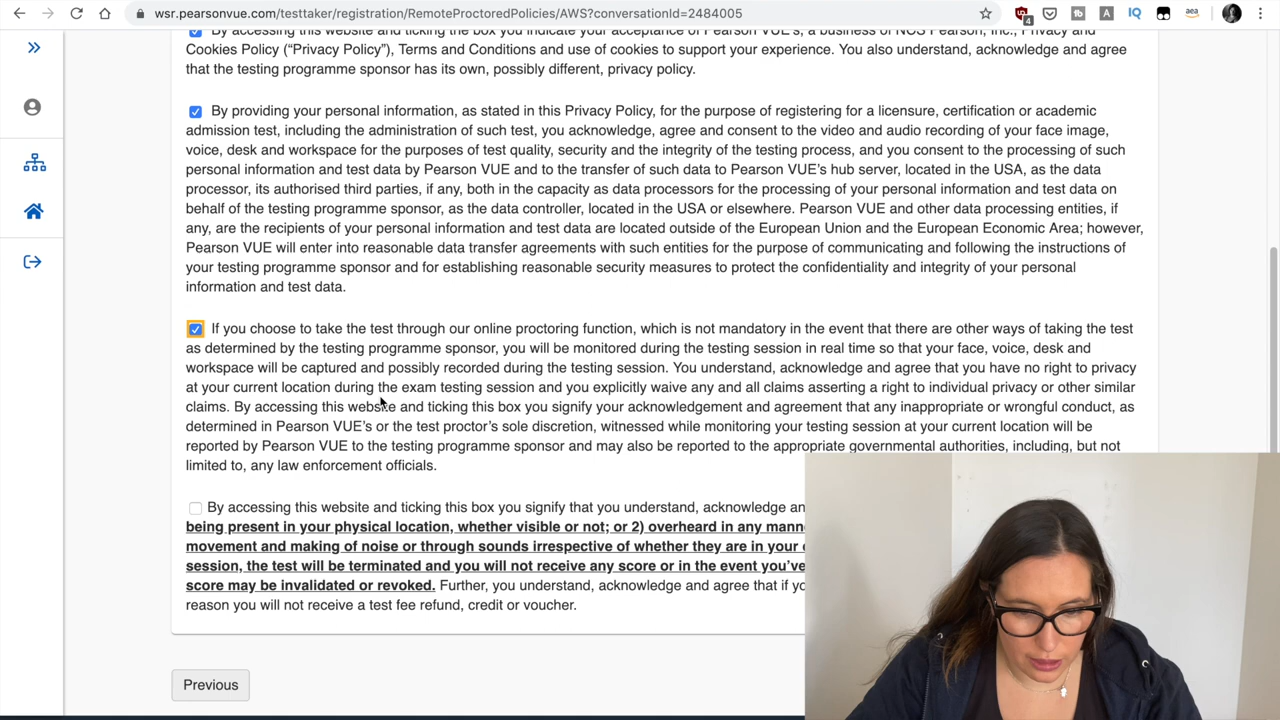 wsr.pearsonvue.com/testtaker/registration/RemoteProctoredPolicies/AWS?conversationId=2484005
4
A
IQ
aea
By accessing this website and ticking the box you indicate your acceptance of Pearson VUE's, a business of NCS Pearson, Inc., Privacy and
Cookies Policy (“Privacy Policy”), Terms and Conditions and use of cookies to support your experience. You also understand, acknowledge and agree
that the testing programme sponsor has its own, possibly different, privacy policy.
By providing your personal information, as stated in this Privacy Policy, for the purpose of registering for a licensure, certification or academic
admission test, including the administration of such test, you acknowledge, agree and consent to the video and audio recording of your face image,
voice, desk and workspace for the purposes of test quality, security and the integrity of the testing process, and you consent to the processing of such
personal information and test data by Pearson VUE and to the transfer of such data to Pearson VUE’s hub server, located in the USA, as the data
processor, its authorised third parties, if any, both in the capacity as data processors for the processing of your personal information and test data on
behalf of the testing programme sponsor, as the data controller, located in the USA or elsewhere. Pearson VUE and other data processing entities, if
any, are the recipients of your personal information and test data are located outside of the European Union and the European Economic Area; however,
Pearson VUE will enter into reasonable data transfer agreements with such entities for the purpose of communicating and following the instructions of
your testing programme sponsor and for establishing reasonable security measures to protect the confidentiality and integrity of your personal
information and test data.
If you choose to take the test through our online proctoring function, which is not mandatory in the event that there are other ways of taking the test
as determined by the testing programme sponsor, you will be monitored during the testing session in real time so that your face, voice, desk and
workspace will be captured and possibly recorded during the testing session. You understand, acknowledge and agree that you have no right to privacy
at your current location during the exam testing session and you explicitly waive any and all claims asserting a right to individual privacy or other similar
claims. By accessing this website and ticking this box you signify your acknowledgement and agreement that any inappropriate or wrongful conduct, as
determined in Pearson VUE’s or the test proctor’s sole discretion, witnessed while monitoring your testing session at your current location will be
reported by Pearson VUE to the testing programme sponsor and may also be reported to the appropriate governmental authorities, including, but not
limited to, any law enforcement officials.
By accessing this website and ticking this box you signify that you understand, acknowledge an
being present in your physical location, whether visible or not; or 2) overheard in any mann
movement and making of noise or through sounds irrespective of whether they are in your
session, the test will be terminated and you will not receive any score or in the event you’ve
score may be invalidated or revoked. Further, you understand, acknowledge and agree that if yo
reason you will not receive a test fee refund, credit or voucher.
Previous